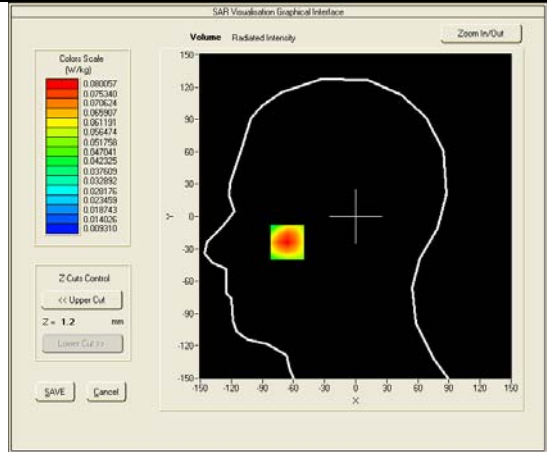 SAR Visualisation Graphical Interface
Volume Radiated Intensity
Zoom In/Out
Colors Scale
(W/kg)
0.080057
0.075340
0.070624
0.065907
0.061191
0.056474
0.051758
0.047041
0.042325
0.037609
0.032892
0.028176
0.023459
0.018743
0.014026
0.009310
Z Cuts Control
<< Upper Cut
Z = 1.2 mm
Lower Cut >>
SAVE Cancel
150
120
90
60
30
0
-30
-60
-90
-120
-150
Y
-150 -120 -90 -60 -30 0 30 60 90 120 150
X